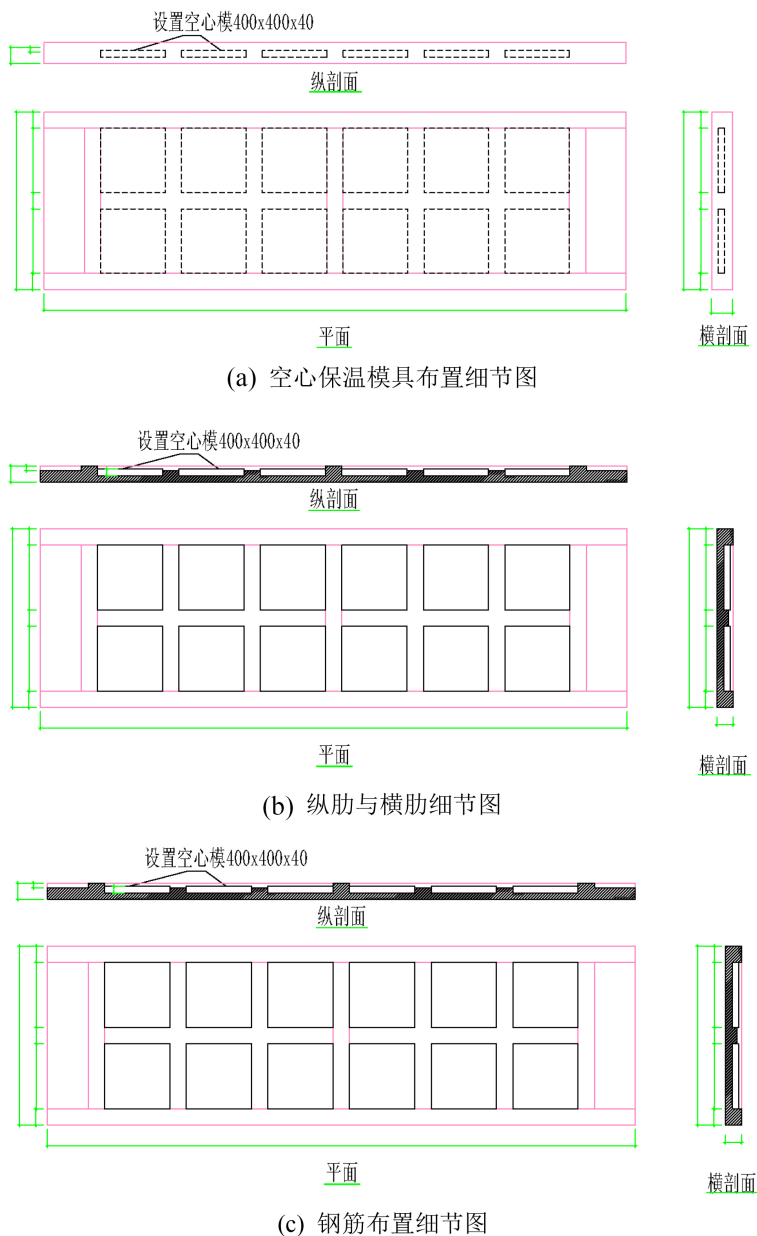 设置空心模400x400x40
纵剖面
平面
横剖面
(a) 空心保温模具布置细节图
设置空心模400x400x40
纵剖面
平面
横剖面
(b) 纵肋与横肋细节图
设置空心模400x400x40
纵剖面
平面
横剖面
(c) 钢筋布置细节图